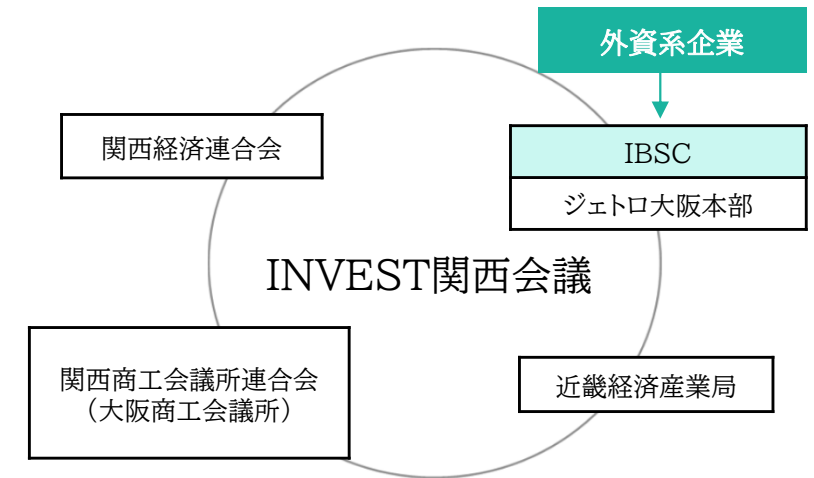 外資系企業
関西経済連合会
IBSC
ジェトロ大阪本部
INVEST関西会議
関西商工会議所連合会
（大阪商工会議所）
近畿経済産業局